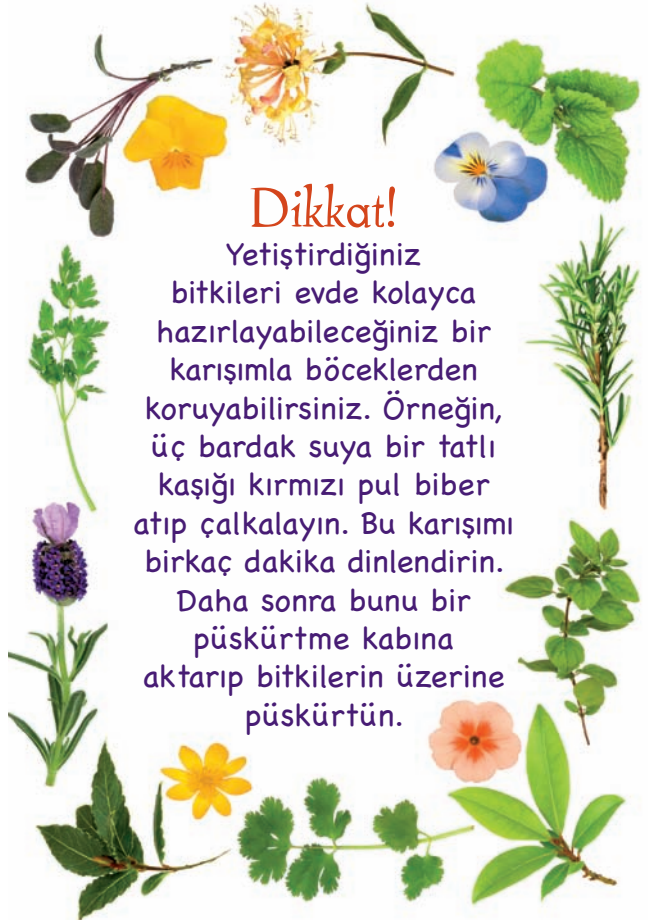 Dikkat!
Yetiştirdiğiniz
bitkileri evde kolayca
hazırlayabileceğiniz bir
karışımla böceklerden
koruyabilirsiniz. Örneğin,
üç bardak suya bir tatlı
kaşığı kırmızı pul biber
atıp çalkalayın. Bu karışımı
birkaç dakika dinlendirin.
Daha sonra bunu bir
püskürtme kabına
aktarıp bitkilerin üzerine
püskürtün.